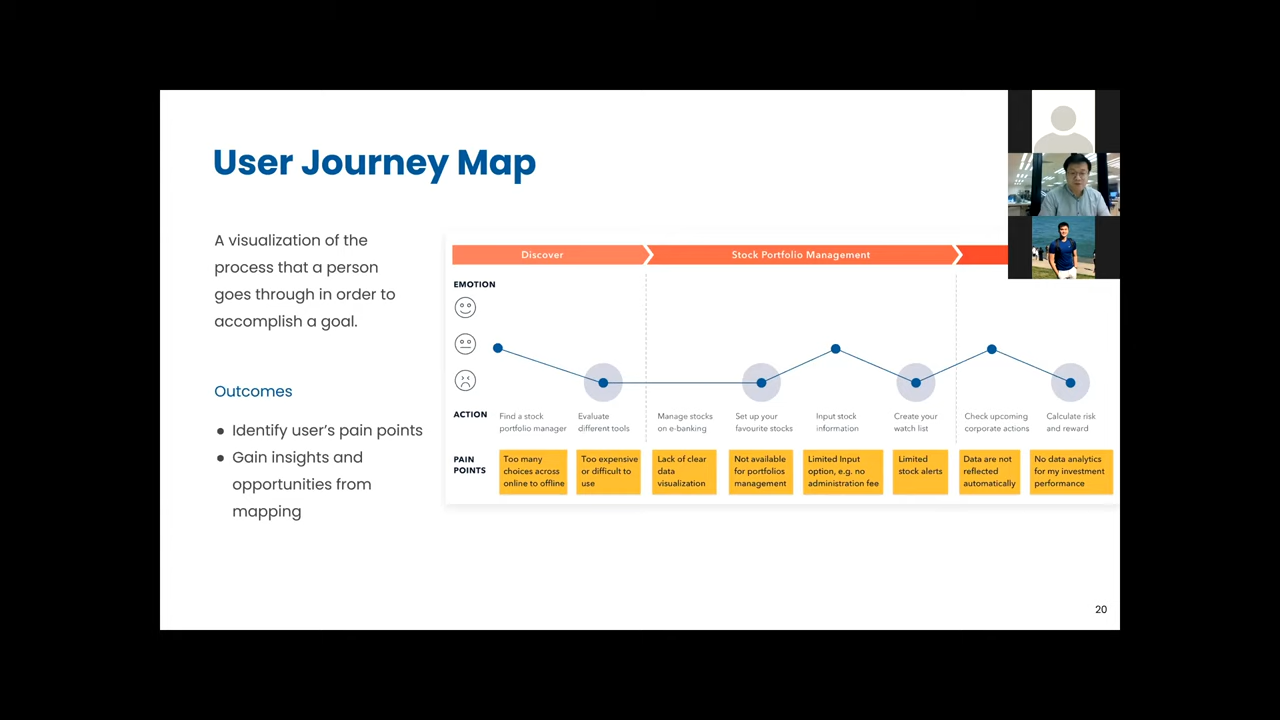 User Journey Map
A visualization of the
process that a person
goes through in order to
accomplish a goal.
Outcomes
● Identify user's pain points
● Gain insights and
opportunities from
mapping
Discover
Stock Portfolio Management
EMOTION
ACTION
Find a stock
portfolio manager
Evaluate
different tools
Manage stocks
on e-banking
Set up your
favourite stocks
Input stock
information
Create your
watch list
Check upcoming
corporate actions
Calculate risk
and reward
PAIN
POINTS
Too many
choices across
online to offline
Too expensive
or difficult to
use
Lack of clear
data
visualization
Not available
for portfolios
management
Limited Input
option, e.g. no
administration fee
Limited
stock alerts
Data are not
reflected
automatically
No data analytics
for my investment
performance
20